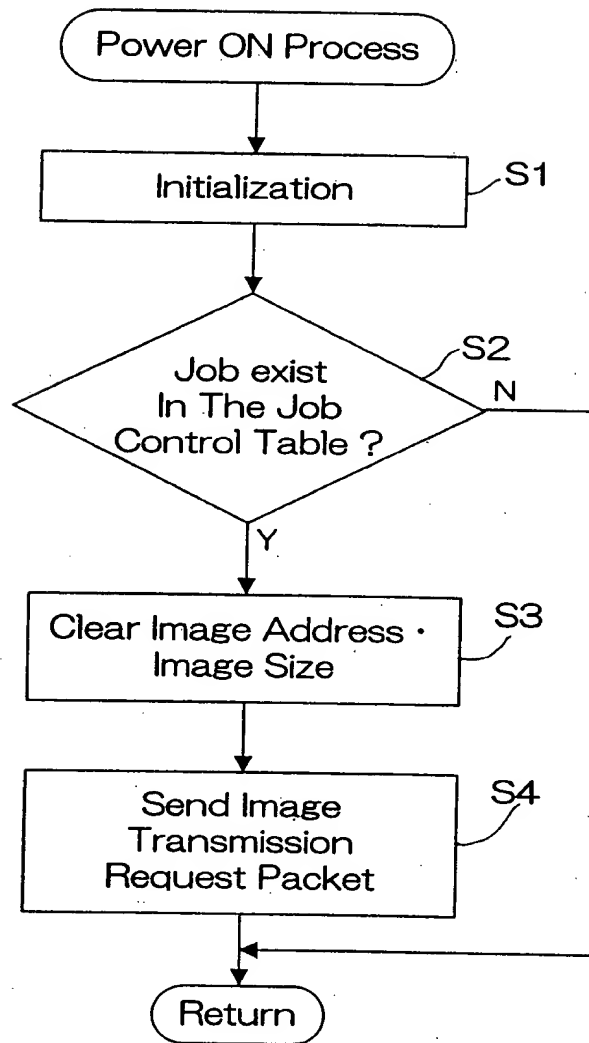 Power ON Process
Initialization
S1
Job exist
In The Job
Control Table ?
S2
N
Y
Clear Image Address・
Image Size
S3
Send Image
Transmission
Request Packet
S4
Return